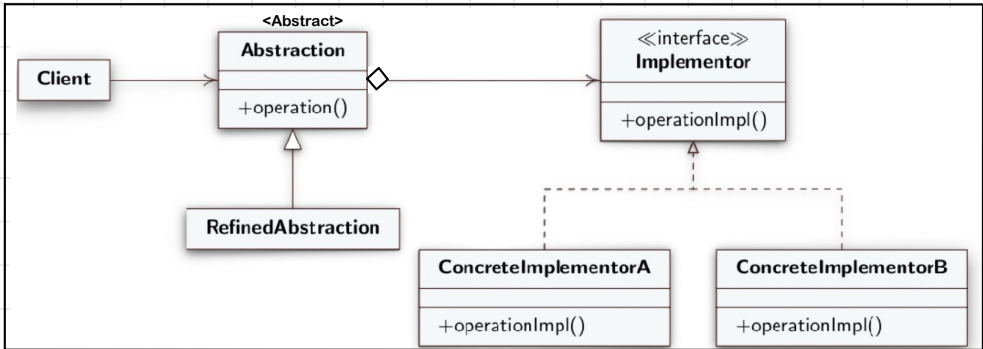 <Abstract>
Abstraction
+operation()
Client
≪interface≫
Implementor
+operationImpl()
RefinedAbstraction
ConcreteImplementorA
+operationImpl()
ConcreteImplementorB
+operationImpl()